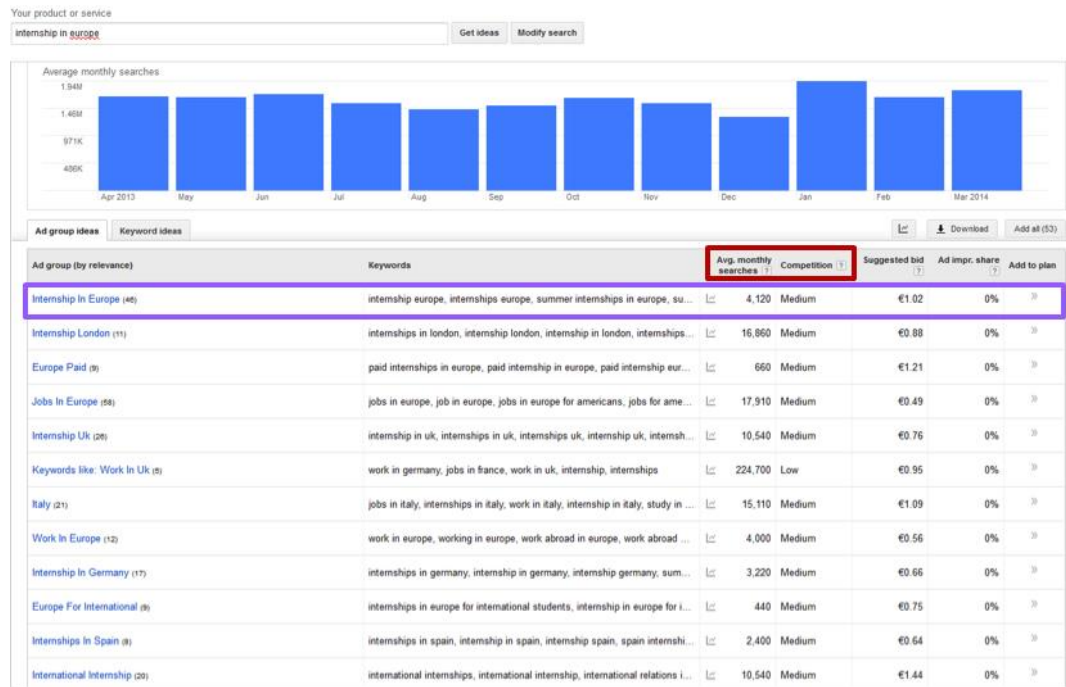 Your product or service
internship in europe
Get ideas Modify search
Average monthly searches
1.94M
1.46M
971K
486K
Apr 2013 May Jun Jul Aug Sep Oct Nov Dec Jan Feb Mar 2014
Ad group ideas Keyword ideas Download Add all (53)
Ad group (by relevance) Keywords Avg. monthly searches ? Competition ? Suggested bid ? Ad impr. share ? Add to plan
Internship In Europe (46) internship europe, internships europe, summer internships in europe, su... 4,120 Medium €1.02 0% »
Internship London (11) internships in london, internship london, internship in london, internships... 16,860 Medium €0.88 0% »
Europe Paid (9) paid internships in europe, paid internship in europe, paid internship eur... 660 Medium €1.21 0% »
Jobs In Europe (58) jobs in europe, job in europe, jobs in europe for americans, jobs for ame... 17,910 Medium €0.49 0% »
Internship Uk (26) internship in uk, internships in uk, internships uk, internship uk, internsh... 10,540 Medium €0.76 0% »
Keywords like: Work In Uk (5) work in germany, jobs in france, work in uk, internship, internships 224,700 Low €0.95 0% »
Italy (21) jobs in italy, internships in italy, work in italy, internship in italy, study in ... 15,110 Medium €1.09 0% »
Work In Europe (12) work in europe, working in europe, work abroad in europe, work abroad ... 4,000 Medium €0.56 0% »
Internship In Germany (17) internships in germany, internship in germany, internship germany, sum... 3,220 Medium €0.66 0% »
Europe For International (9) internships in europe for international students, internship in europe for i... 440 Medium €0.75 0% »
Internships In Spain (8) internships in spain, internship in spain, internship spain, spain internshi... 2,400 Medium €0.64 0% »
International Internship (20) international internships, international internship, international relations i... 10,540 Medium €1.44 0% »